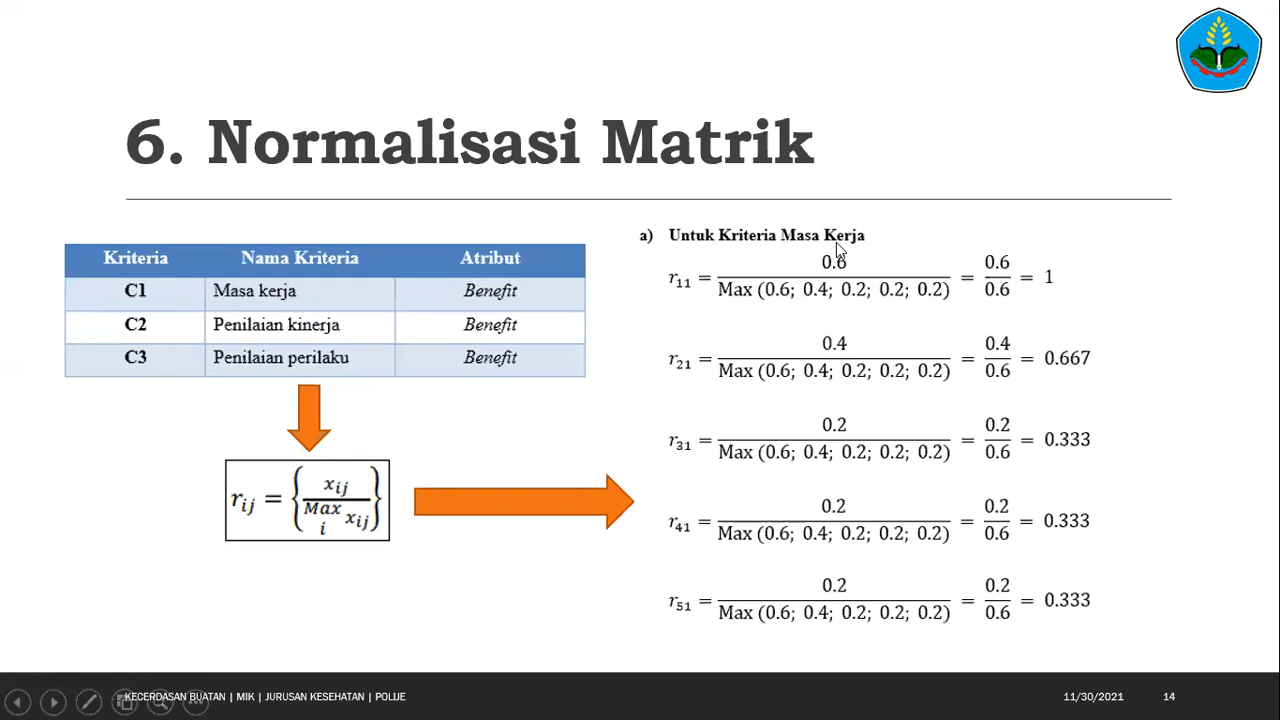 6. Normalisasi Matrik
Kriteria Nama Kriteria Atribut
C1 Masa kerja Benefit
C2 Penilaian kinerja Benefit
C3 Penilaian perilaku Benefit
r_ij = { x_ij / Max_i x_ij }
a) Untuk Kriteria Masa Kerja
r₁₁ = 0.6 / Max (0.6; 0.4; 0.2; 0.2; 0.2) = 0.6 / 0.6 = 1
r₂₁ = 0.4 / Max (0.6; 0.4; 0.2; 0.2; 0.2) = 0.4 / 0.6 = 0.667
r₃₁ = 0.2 / Max (0.6; 0.4; 0.2; 0.2; 0.2) = 0.2 / 0.6 = 0.333
r₄₁ = 0.2 / Max (0.6; 0.4; 0.2; 0.2; 0.2) = 0.2 / 0.6 = 0.333
r₅₁ = 0.2 / Max (0.6; 0.4; 0.2; 0.2; 0.2) = 0.2 / 0.6 = 0.333
KECERDASAN BUATAN | MIK | JURUSAN KESEHATAN | POLIJE 11/30/2021 14